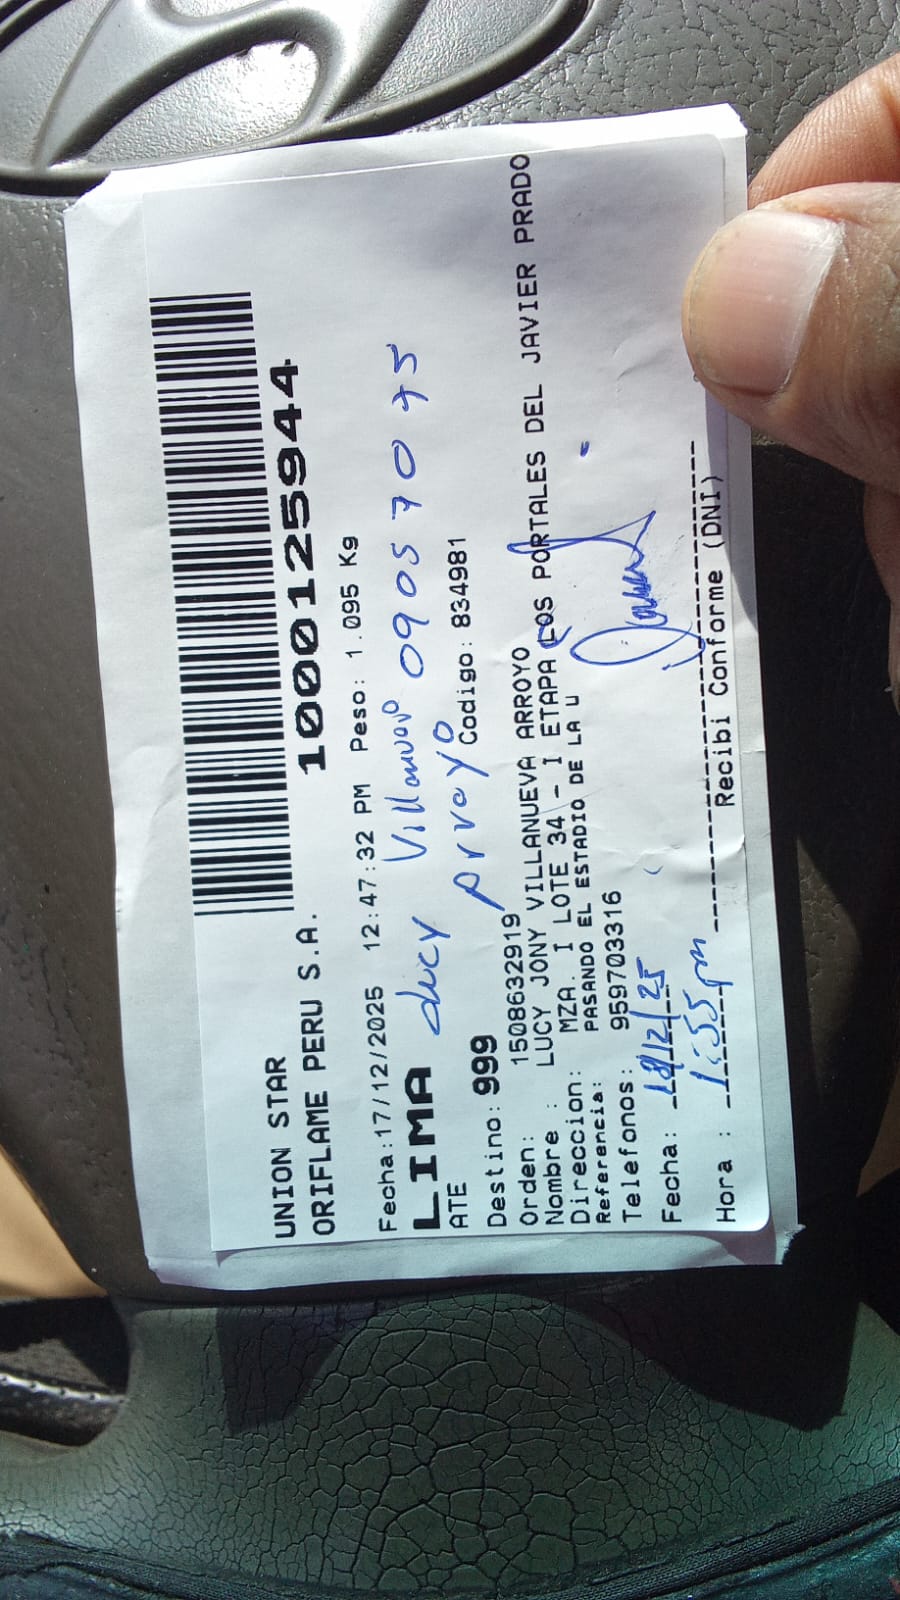 UNION STAR
ORIFLAME PERU S.A.
1000125944
Fecha:17/12/2025 12:47:32 PM Peso: 1.095 Kg
LIMA
Lucy Villanueva 09057075
Arroyo
ATE
Codigo: 834981
Destino: 999
Orden: 1508632919
Nombre : LUCY JONY VILLANUEVA ARROYO
Direccion: MZA. I LOTE 34 - I ETAPA LOS PORTALES DEL JAVIER PRADO
Referencia: PASANDO EL ESTADIO DE LA U
Telefonos: 959703316
Fecha: 18/12/25
Hora : 1:55 pm
Recibi Conforme (DNI)